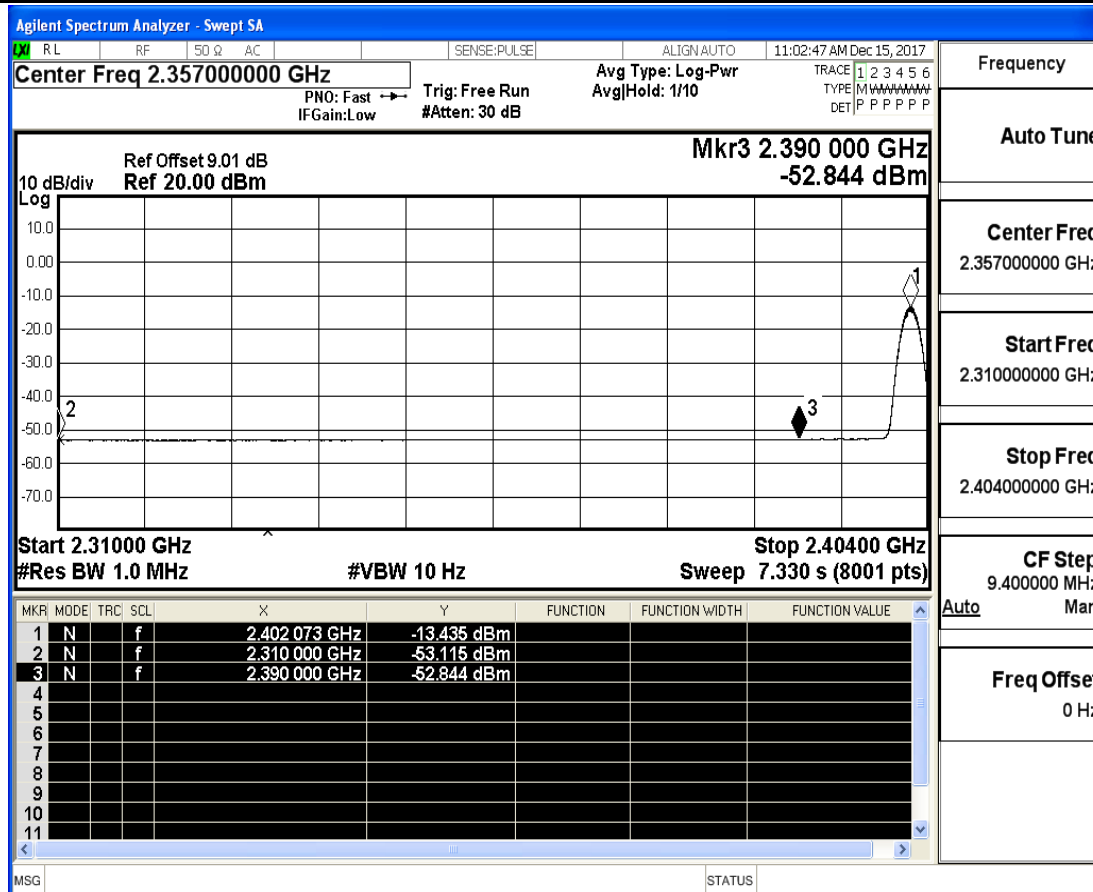 Agilent Spectrum Analyzer - Swept SA
LXI RL RF 50 Ω AC SENSE:PULSE ALIGN AUTO 11:02:47 AM Dec 15, 2017
Center Freq 2.357000000 GHz
PNO: Fast
IFGain:Low
Trig: Free Run
#Atten: 30 dB
Avg Type: Log-Pwr
Avg|Hold: 1/10
TRACE 1 2 3 4 5 6
TYPE M
DET P P P P P P
Mkr3 2.390 000 GHz
-52.844 dBm
Ref Offset 9.01 dB
10 dB/div Ref 20.00 dBm
Log
10.0
0.00
-10.0
-20.0
-30.0
-40.0
-50.0
-60.0
-70.0
1
2
3
Start 2.31000 GHz Stop 2.40400 GHz
#Res BW 1.0 MHz #VBW 10 Hz Sweep 7.330 s (8001 pts)
MKR MODE TRC SCL X Y FUNCTION FUNCTION WIDTH FUNCTION VALUE
1 N f 2.402 073 GHz -13.435 dBm
2 N f 2.310 000 GHz -53.115 dBm
3 N f 2.390 000 GHz -52.844 dBm
4
5
6
7
8
9
10
11
MSG STATUS
Frequency
Auto Tune
Center Freq
2.357000000 GHz
Start Freq
2.310000000 GHz
Stop Freq
2.404000000 GHz
CF Step
9.400000 MHz
Auto Man
Freq Offset
0 Hz